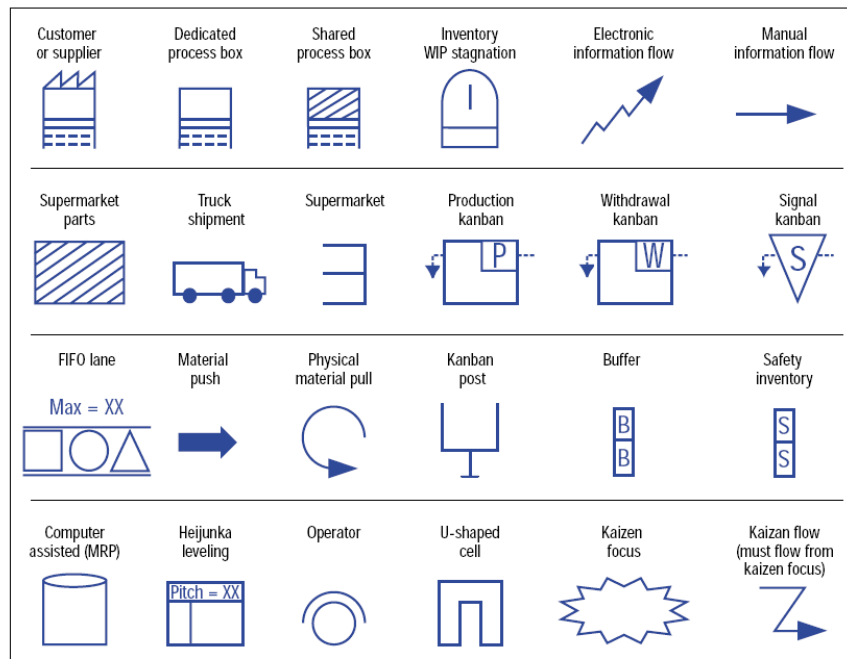 Customer
or supplier
Dedicated
process box
Shared
process box
Inventory
WIP stagnation
Electronic
information flow
Manual
information flow
I
Supermarket
parts
Truck
shipment
Supermarket
Production
kanban
Withdrawal
kanban
Signal
kanban
P
W
S
FIFO lane
Material
push
Physical
material pull
Kanban
post
Buffer
Safety
inventory
Max = XX
B
B
S
S
Computer
assisted (MRP)
Heijunka
leveling
Operator
U-shaped
cell
Kaizen
focus
Kaizan flow
(must flow from
kaizen focus)
Pitch = XX